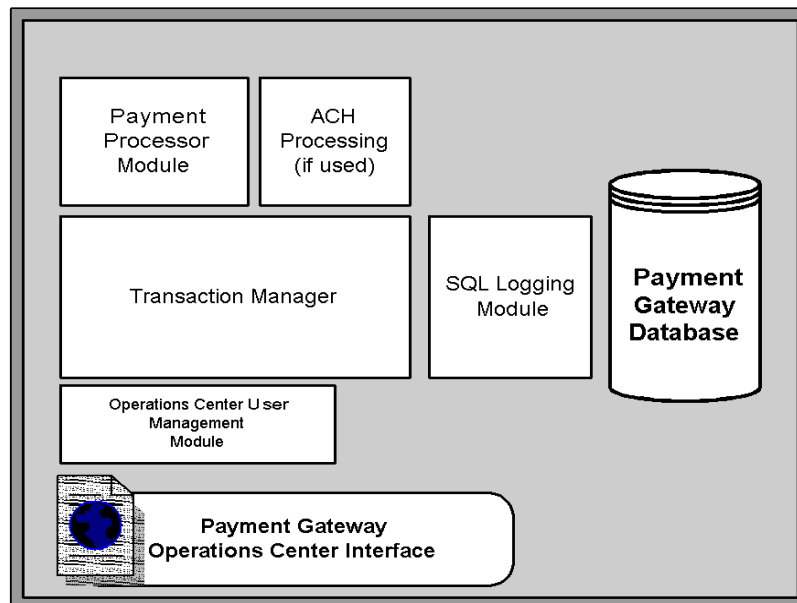 Payment
Processor
Module
ACH
Processing
(if used)
Transaction Manager
SQL Logging
Module
Payment
Gateway
Database
Operations Center User
Management
Module
Payment Gateway
Operations Center Interface